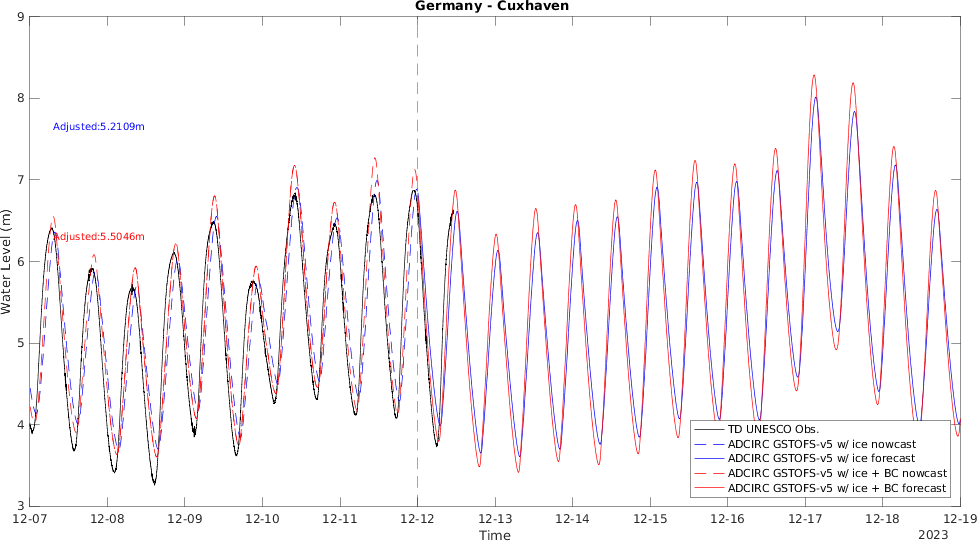 Germany - Cuxhaven
9
8
7
6
5
4
3
Water Level (m)
Adjusted:5.2109m
Adjusted:5.5046m
TD UNESCO Obs.
ADCIRC GSTOFS-v5 w/ ice nowcast
ADCIRC GSTOFS-v5 w/ ice forecast
ADCIRC GSTOFS-v5 w/ ice + BC nowcast
ADCIRC GSTOFS-v5 w/ ice + BC forecast
12-07 12-08 12-09 12-10 12-11 12-12 12-13 12-14 12-15 12-16 12-17 12-18 12-19
Time
2023